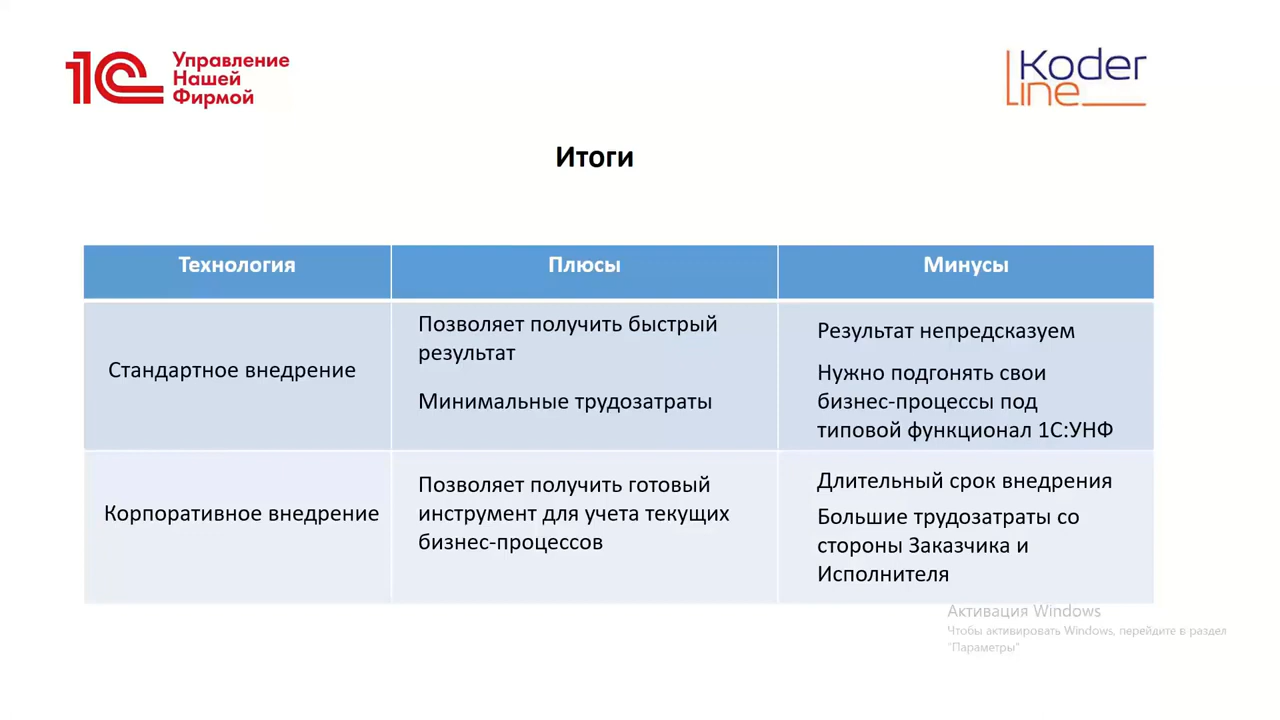 1С
Управление
Нашей
Фирмой
Koder
Line
Итоги
Технология
Плюсы
Минусы
Стандартное внедрение
Позволяет получить быстрый
результат
Минимальные трудозатраты
Результат непредсказуем
Нужно подгонять свои
бизнес-процессы под
типовой функционал 1С:УНФ
Корпоративное внедрение
Позволяет получить готовый
инструмент для учета текущих
бизнес-процессов
Длительный срок внедрения
Большие трудозатраты со
стороны Заказчика и
Исполнителя
Активация Windows
Чтобы активировать Windows, перейдите в раздел
"Параметры"